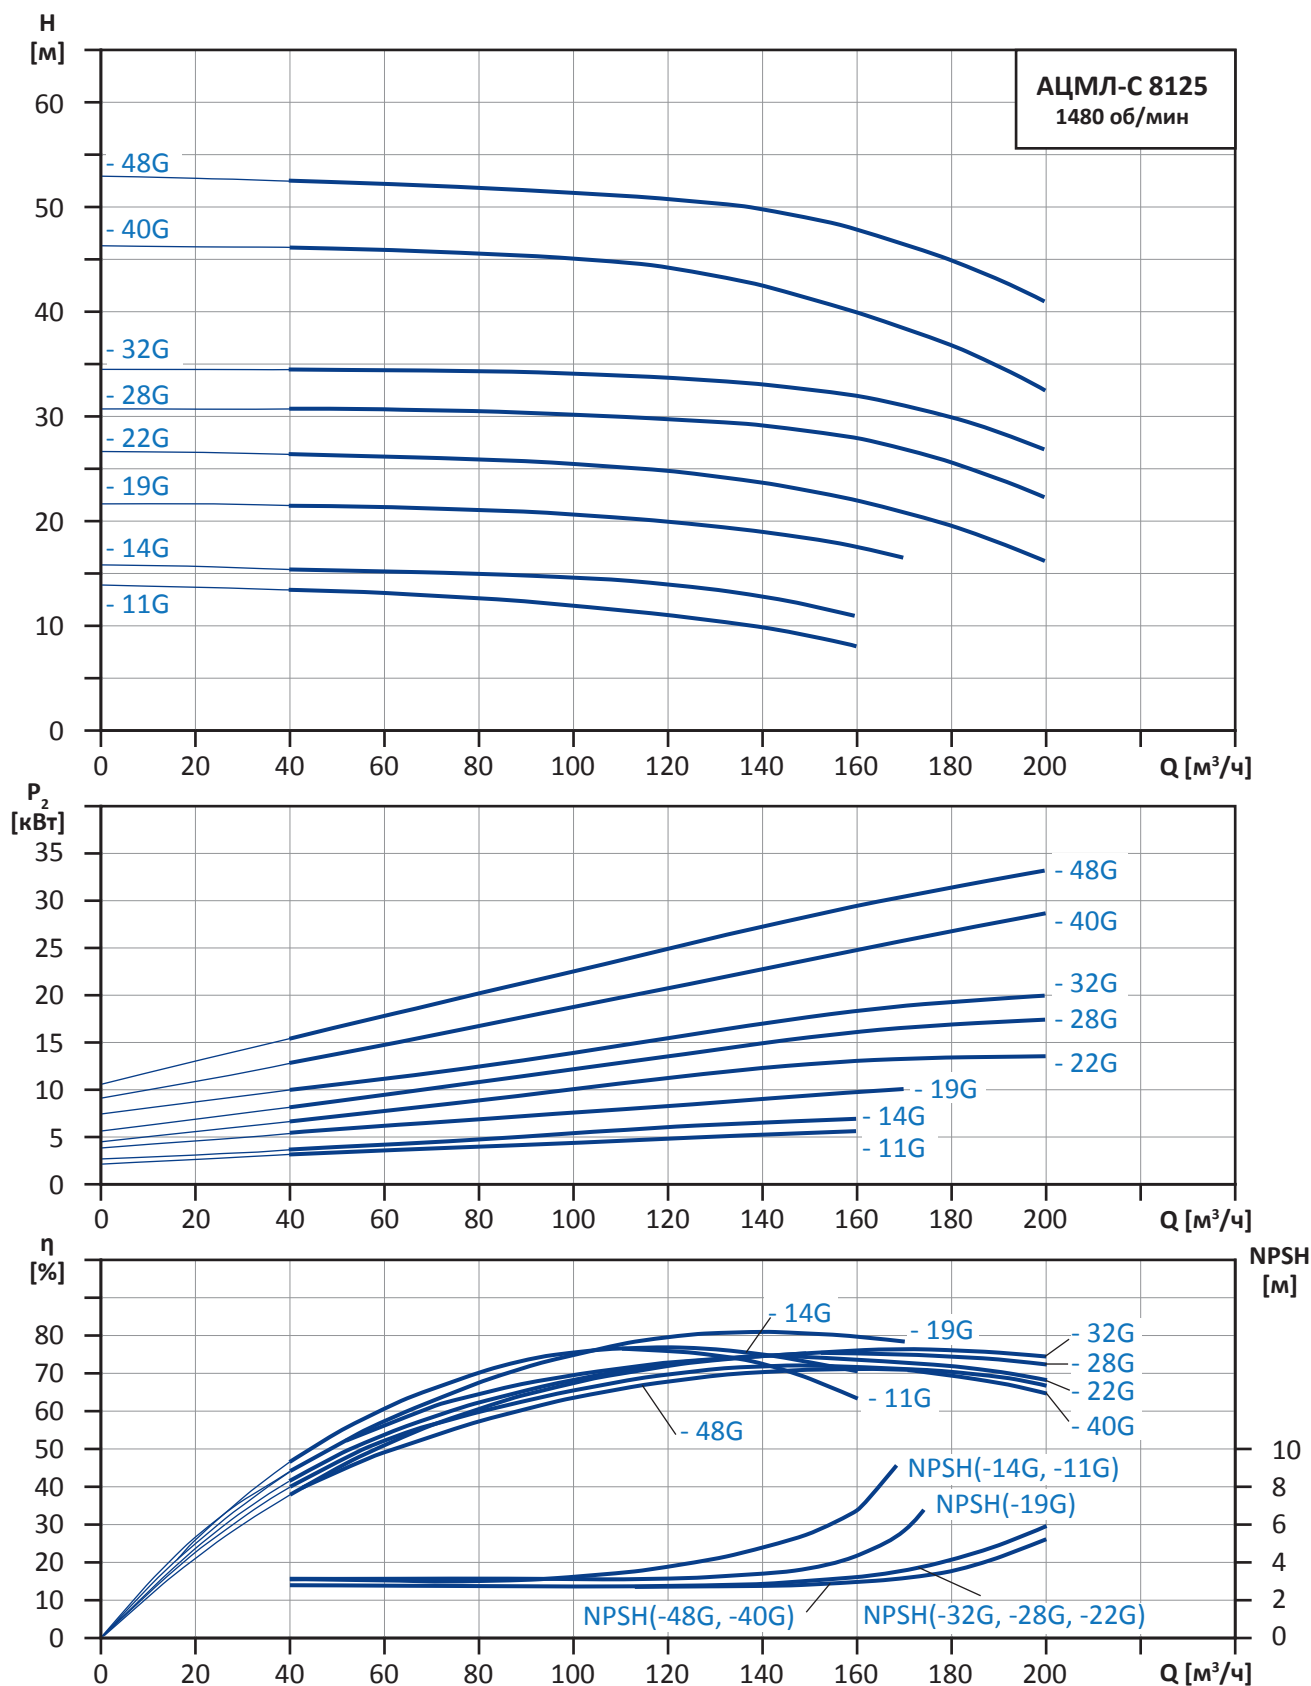 H
[м]
АЦМЛ-С 8125
1480 об/мин
60
50
40
30
20
10
0
- 48G
- 40G
- 32G
- 28G
- 22G
- 19G
- 14G
- 11G
0 20 40 60 80 100 120 140 160 180 200 Q [м³/ч]
P₂
[кВт]
35
30
25
20
15
10
5
0
- 48G
- 40G
- 32G
- 28G
- 22G
- 19G
- 14G
- 11G
0 20 40 60 80 100 120 140 160 180 200 Q [м³/ч]
η
[%]
NPSH
[м]
80
70
60
50
40
30
20
10
0
- 14G
- 19G
- 32G
- 28G
- 22G
- 11G
- 40G
- 48G
10
8
6
4
2
0
NPSH(-14G, -11G)
NPSH(-19G)
NPSH(-48G, -40G)
NPSH(-32G, -28G, -22G)
0 20 40 60 80 100 120 140 160 180 200 Q [м³/ч]